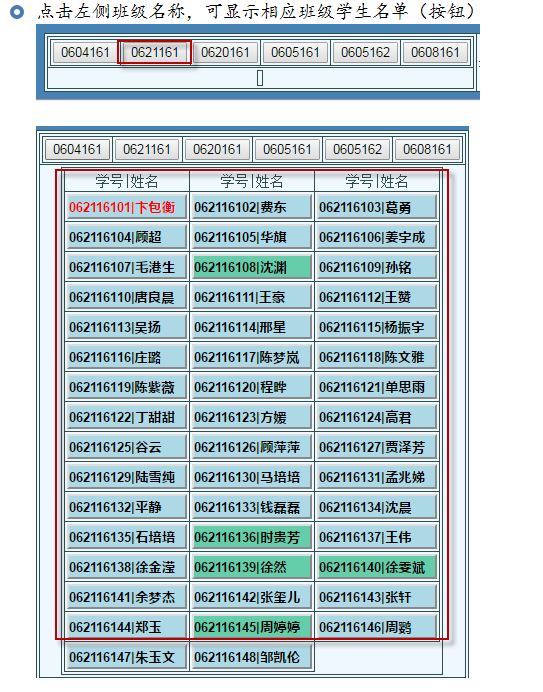 点击左侧班级名称，可显示相应班级学生名单（按钮）
0604161 0621161 0620161 0605161 0605162 0608161
0604161 0621161 0620161 0605161 0605162 0608161
学号|姓名 学号|姓名 学号|姓名
062116101|卞包衡 062116102|费东 062116103|葛勇
062116104|顾超 062116105|华旗 062116106|姜宇成
062116107|毛港生 062116108|沈渊 062116109|孙铭
062116110|唐良晨 062116111|王豪 062116112|王赞
062116113|吴扬 062116114|邢星 062116115|杨振宇
062116116|庄璐 062116117|陈梦岚 062116118|陈文雅
062116119|陈紫薇 062116120|程晔 062116121|单思雨
062116122|丁甜甜 062116123|方媛 062116124|高君
062116125|谷云 062116126|顾萍萍 062116127|贾泽芳
062116129|陆雪纯 062116130|马培培 062116131|孟兆娣
062116132|平静 062116133|钱磊磊 062116134|沈晨
062116135|石培培 062116136|时贵芳 062116137|王伟
062116138|徐金滢 062116139|徐然 062116140|徐雯斌
062116141|余梦杰 062116142|张玺儿 062116143|张轩
062116144|郑玉 062116145|周婷婷 062116146|周鹦
062116147|朱玉文 062116148|邹凯伦